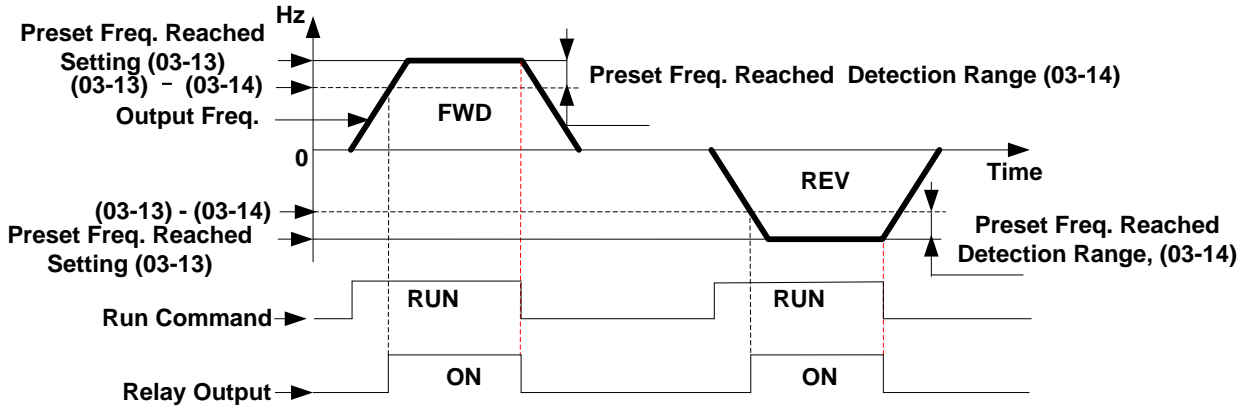 Hz
Preset Freq. Reached
Setting (03-13)
(03-13) - (03-14)
Output Freq.
Preset Freq. Reached Detection Range (03-14)
FWD
0
Time
REV
(03-13) - (03-14)
Preset Freq. Reached
Setting (03-13)
Preset Freq. Reached
Detection Range, (03-14)
RUN
RUN
Run Command
ON
ON
Relay Output